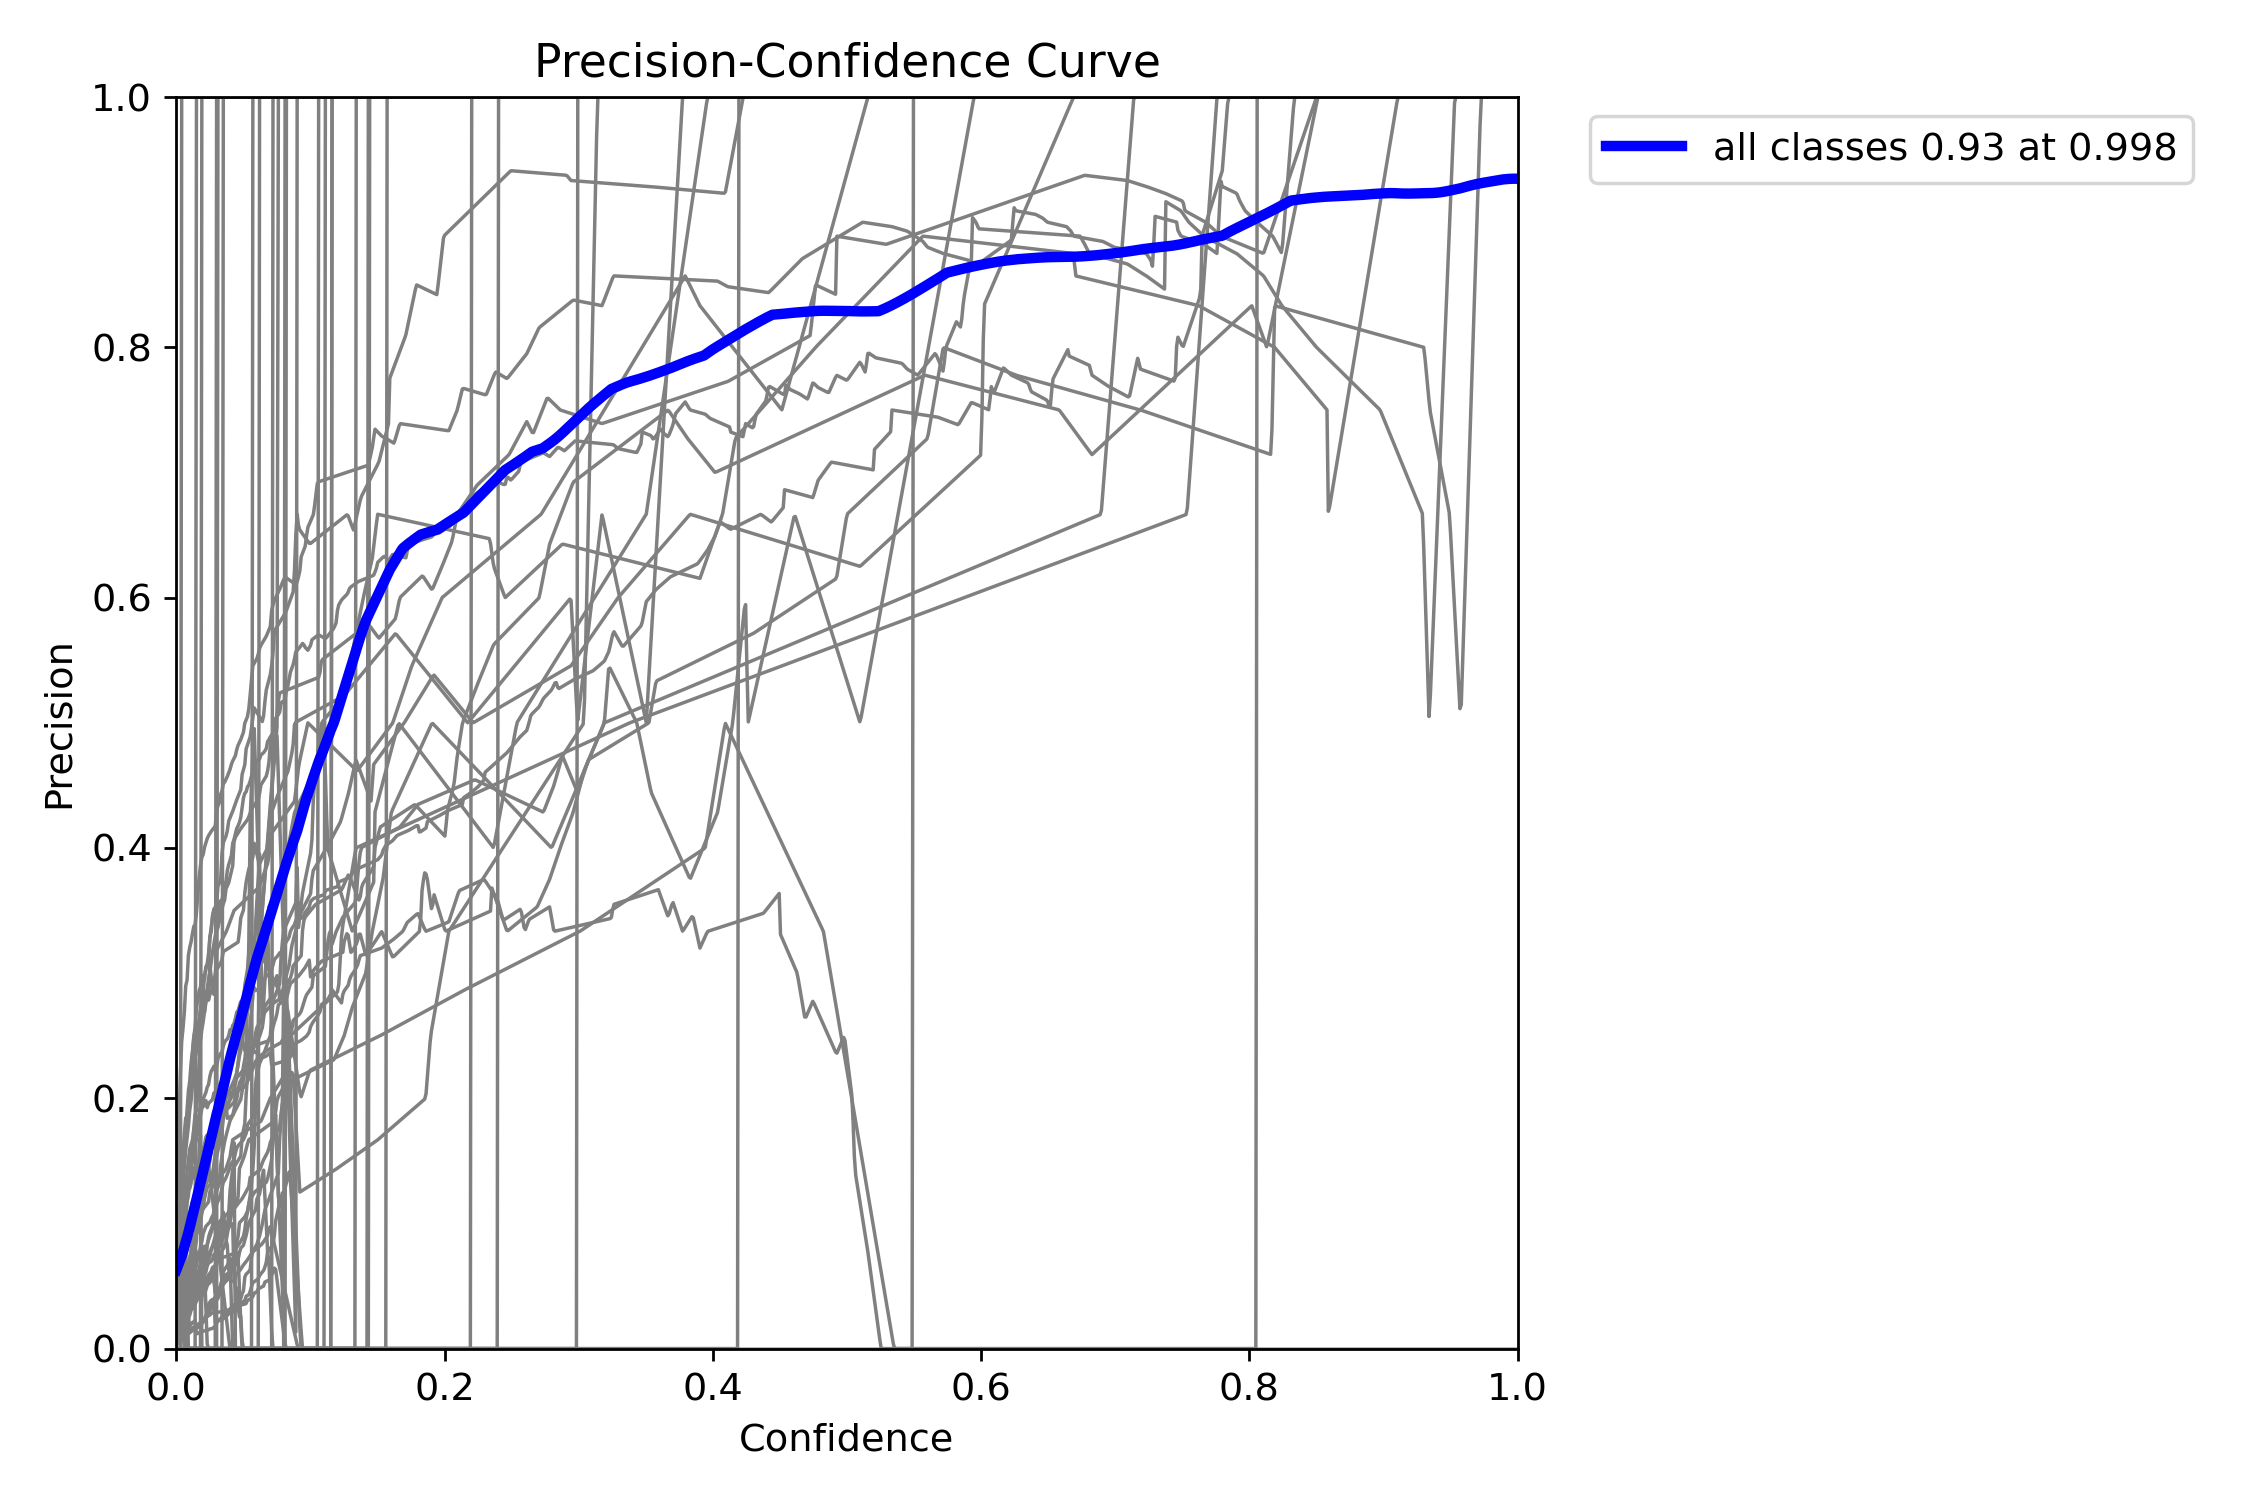 Precision-Confidence Curve
1.0
0.8
0.6
0.4
0.2
0.0
Precision
0.0 0.2 0.4 0.6 0.8 1.0
Confidence
all classes 0.93 at 0.998